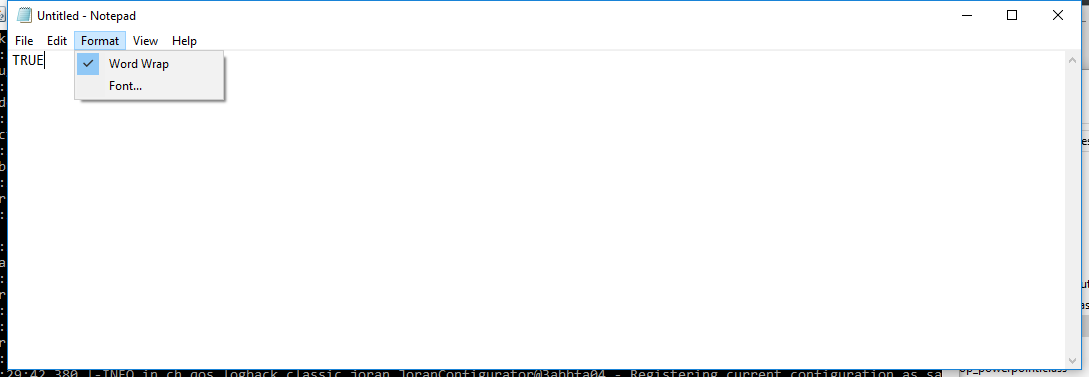 Untitled - Notepad
File Edit Format View Help
TRUE
Word Wrap
Font...
:29:42,380 |-INFO in ch.qos.logback.classic.joran.JoranConfigurator@3abbfa04 - Registering current configuration as sa